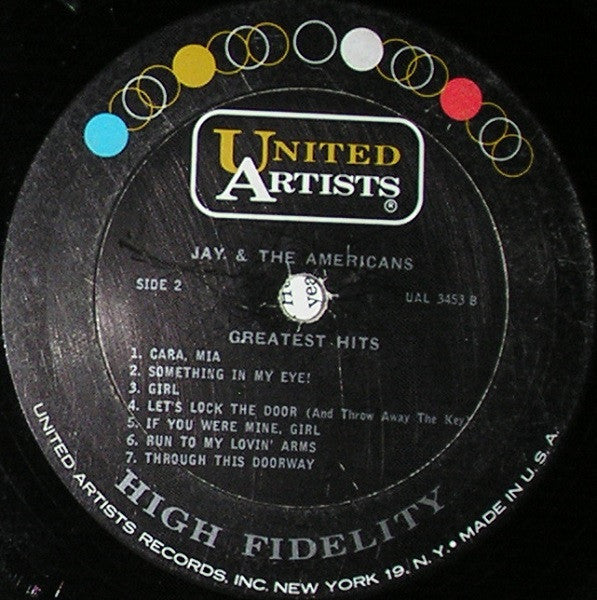 UNITED
ARTISTS
®
JAY & THE AMERICANS
SIDE 2
UAL 3453 B
GREATEST HITS
1. CARA, MIA
2. SOMETHING IN MY EYE!
3. GIRL
4. LET'S LOCK THE DOOR (And Throw Away The Key)
5. IF YOU WERE MINE, GIRL
6. RUN TO MY LOVIN' ARMS
7. THROUGH THIS DOORWAY
HIGH FIDELITY
UNITED ARTISTS RECORDS, INC. NEW YORK 19, N.Y. • MADE IN U.S.A.